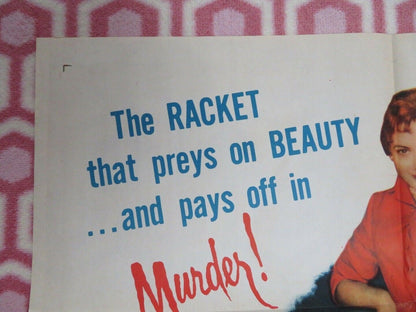 The RACKET
that preys on BEAUTY
...and pays off in
Murder!